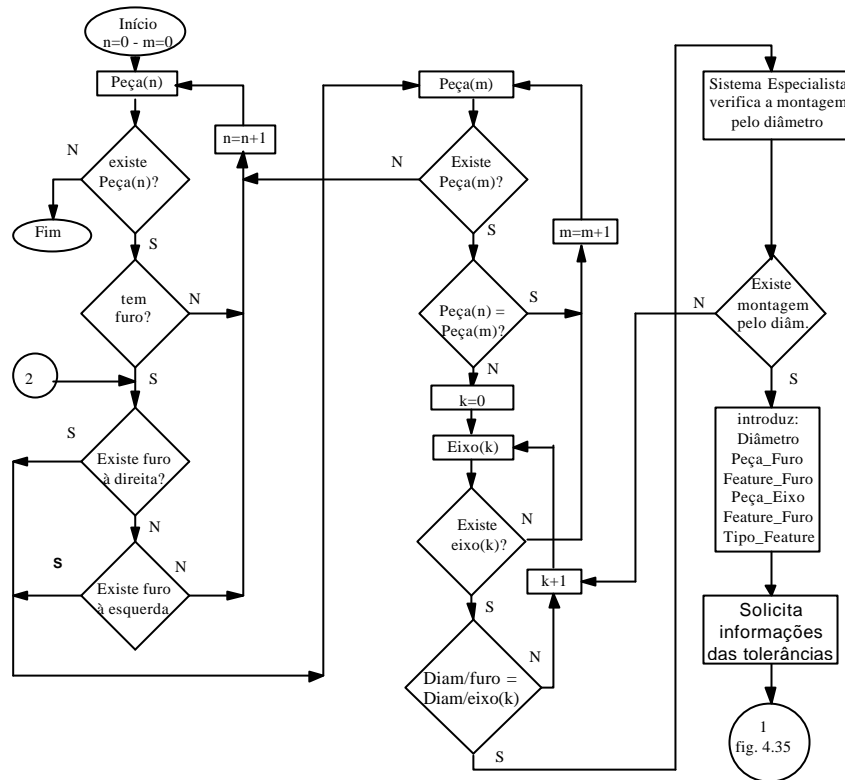 Início
n=0 - m=0
Peça(n)
n=n+1
N
existe
Peça(n)?
Fim
S
tem
furo?
N
2
S
S
Existe furo
à direita?
N
S
N
Existe furo
à esquerda
Peça(m)
N
Existe
Peça(m)?
S
m=m+1
S
Peça(n) =
Peça(m)?
N
k=0
Eixo(k)
N
Existe
eixo(k)?
k+1
S
N
Diam/furo =
Diam/eixo(k)
S
Sistema Especialista
verifica a montagem
pelo diâmetro
N
Existe
montagem
pelo diâm.
S
introduz:
Diâmetro
Peça_Furo
Feature_Furo
Peça_Eixo
Feature_Furo
Tipo_Feature
Solicita
informações
das tolerâncias
1
fig. 4.35